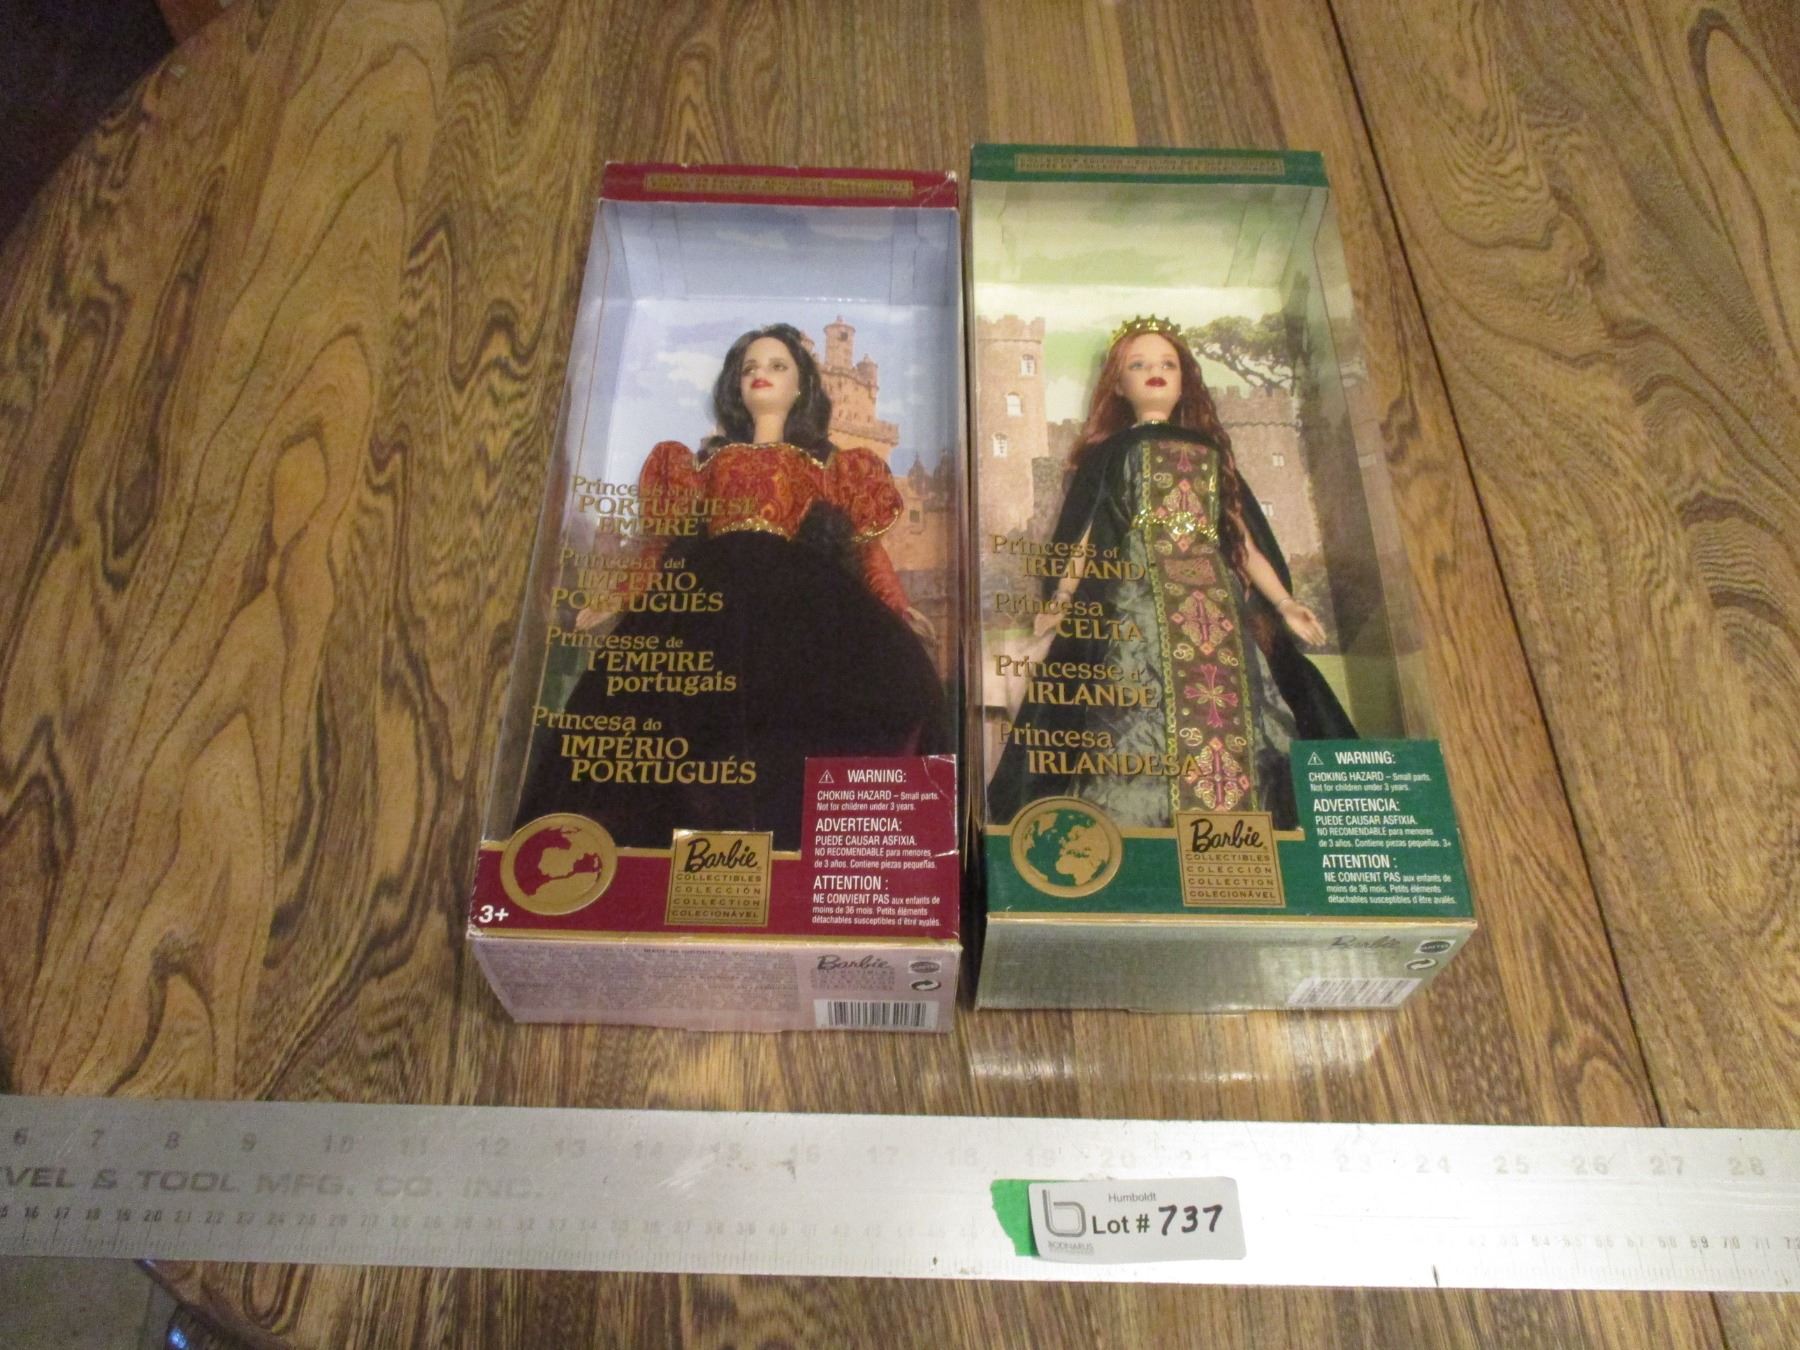 Princess of the
PORTUGUESE
EMPIRE™
Princesa del
IMPERIO
PORTUGUÉS
Princesse de
l'EMPIRE
portugais
Princesa do
IMPÉRIO
PORTUGUÉS
WARNING:
CHOKING HAZARD – Small parts.
Not for children under 3 years.
ADVERTENCIA:
PUEDE CAUSAR ASFIXIA.
NO RECOMENDABLE para menores
de 3 años. Contiene piezas pequeñas.
ATTENTION :
NE CONVIENT PAS aux enfants de
moins de 36 mois. Petits éléments
détachables susceptibles d'être avalés.
Barbie
COLLECTIBLES
COLECCIÓN
COLLECTION
COLECIONÁVEL
3+
Barbie
Princess of
IRELAND
Princesa
CELTA
Princesse d'
IRLANDE
Princesa
IRLANDESA
WARNING:
CHOKING HAZARD – Small parts.
Not for children under 3 years.
ADVERTENCIA:
PUEDE CAUSAR ASFIXIA.
NO RECOMENDABLE para menores
de 3 años. Contiene piezas pequeñas. 3+
ATTENTION :
NE CONVIENT PAS aux enfants de
moins de 36 mois. Petits éléments
détachables susceptibles d'être avalés.
Barbie
COLLECTIBLES
COLECCIÓN
COLLECTION
COLECIONÁVEL
Barbie
MATTEL
6 7 8 9 10 11 12 13 14 15 16 17 18 19 20 21 22 23 24 25 26 27 28
VEL & TOOL MFG. CO. INC.
Humboldt
Lot # 737
BODNARUS